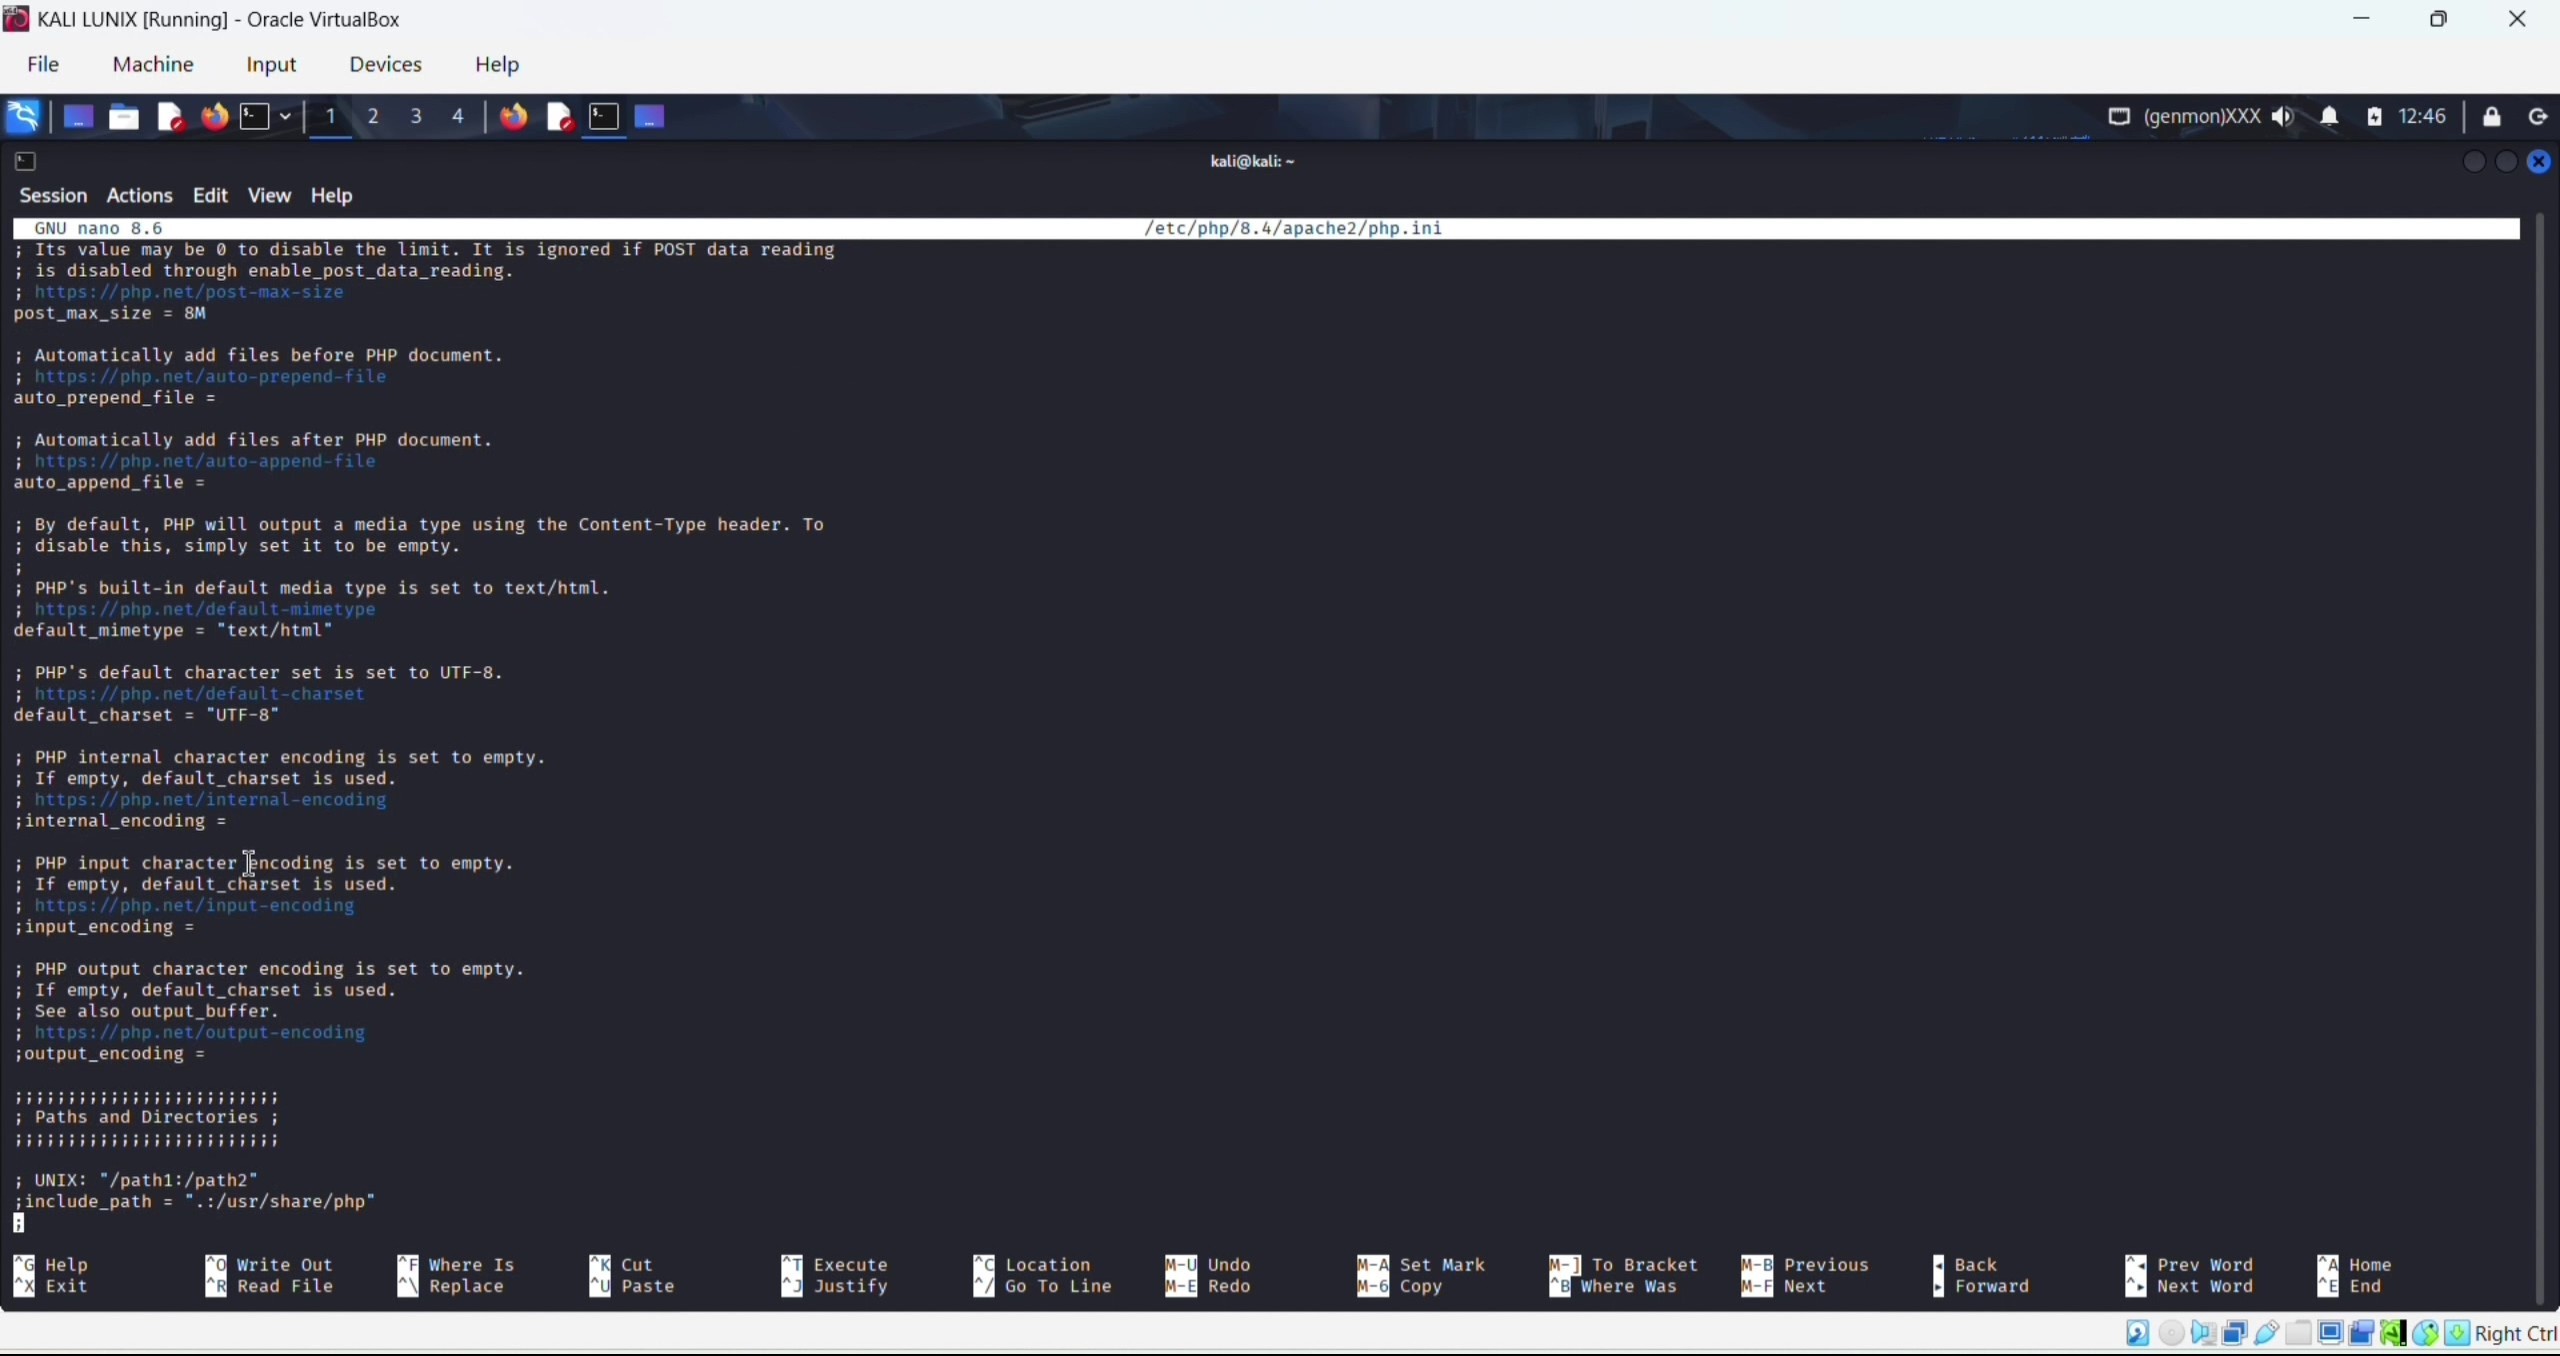 KALI LUNIX [Running] - Oracle VirtualBox
File Machine Input Devices Help
1 2 3 4 (genmon)XXX 12:46
kali@kali: ~
Session Actions Edit View Help
GNU nano 8.6 /etc/php/8.4/apache2/php.ini
; Its value may be 0 to disable the limit. It is ignored if POST data reading
; is disabled through enable_post_data_reading.
; https://php.net/post-max-size
post_max_size = 8M
; Automatically add files before PHP document.
; https://php.net/auto-prepend-file
auto_prepend_file =
; Automatically add files after PHP document.
; https://php.net/auto-append-file
auto_append_file =
; By default, PHP will output a media type using the Content-Type header. To
; disable this, simply set it to be empty.
;
; PHP's built-in default media type is set to text/html.
; https://php.net/default-mimetype
default_mimetype = "text/html"
; PHP's default character set is set to UTF-8.
; https://php.net/default-charset
default_charset = "UTF-8"
; PHP internal character encoding is set to empty.
; If empty, default_charset is used.
; https://php.net/internal-encoding
;internal_encoding =
; PHP input character encoding is set to empty.
; If empty, default_charset is used.
; https://php.net/input-encoding
;input_encoding =
; PHP output character encoding is set to empty.
; If empty, default_charset is used.
; See also output_buffer.
; https://php.net/output-encoding
;output_encoding =
;;;;;;;;;;;;;;;;;;;;;;;;;
; Paths and Directories ;
;;;;;;;;;;;;;;;;;;;;;;;;;
; UNIX: "/path1:/path2"
;include_path = ".:/usr/share/php"
;
^G Help ^O Write Out ^F Where Is ^K Cut ^T Execute ^C Location M-U Undo M-A Set Mark M-] To Bracket M-B Previous ◂ Back ^◂ Prev Word ^A Home
^X Exit ^R Read File ^\ Replace ^U Paste ^J Justify ^/ Go To Line M-E Redo M-6 Copy ^B Where Was M-F Next ▸ Forward ^▸ Next Word ^E End
Right Ctrl